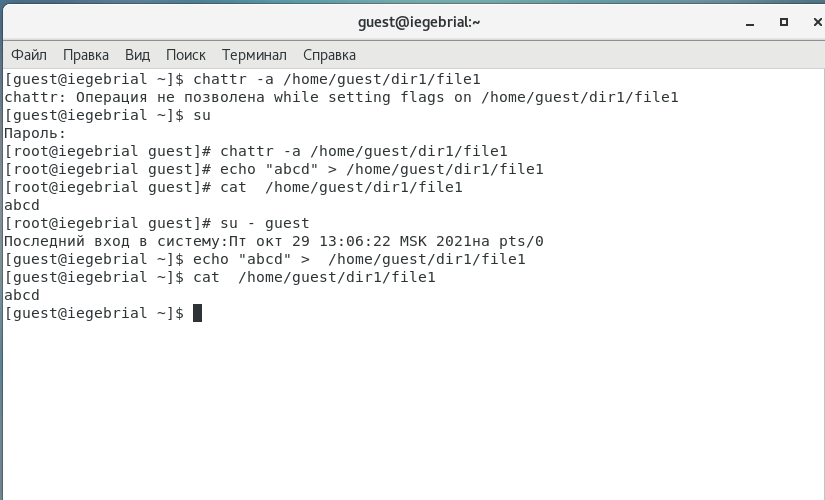 guest@iegebrial:~
Файл Правка Вид Поиск Терминал Справка
[guest@iegebrial ~]$ chattr -a /home/guest/dir1/file1
chattr: Операция не позволена while setting flags on /home/guest/dir1/file1
[guest@iegebrial ~]$ su
Пароль:
[root@iegebrial guest]# chattr -a /home/guest/dir1/file1
[root@iegebrial guest]# echo "abcd" > /home/guest/dir1/file1
[root@iegebrial guest]# cat  /home/guest/dir1/file1
abcd
[root@iegebrial guest]# su - guest
Последний вход в систему:Пт окт 29 13:06:22 MSK 2021на pts/0
[guest@iegebrial ~]$ echo "abcd" >  /home/guest/dir1/file1
[guest@iegebrial ~]$ cat  /home/guest/dir1/file1
abcd
[guest@iegebrial ~]$